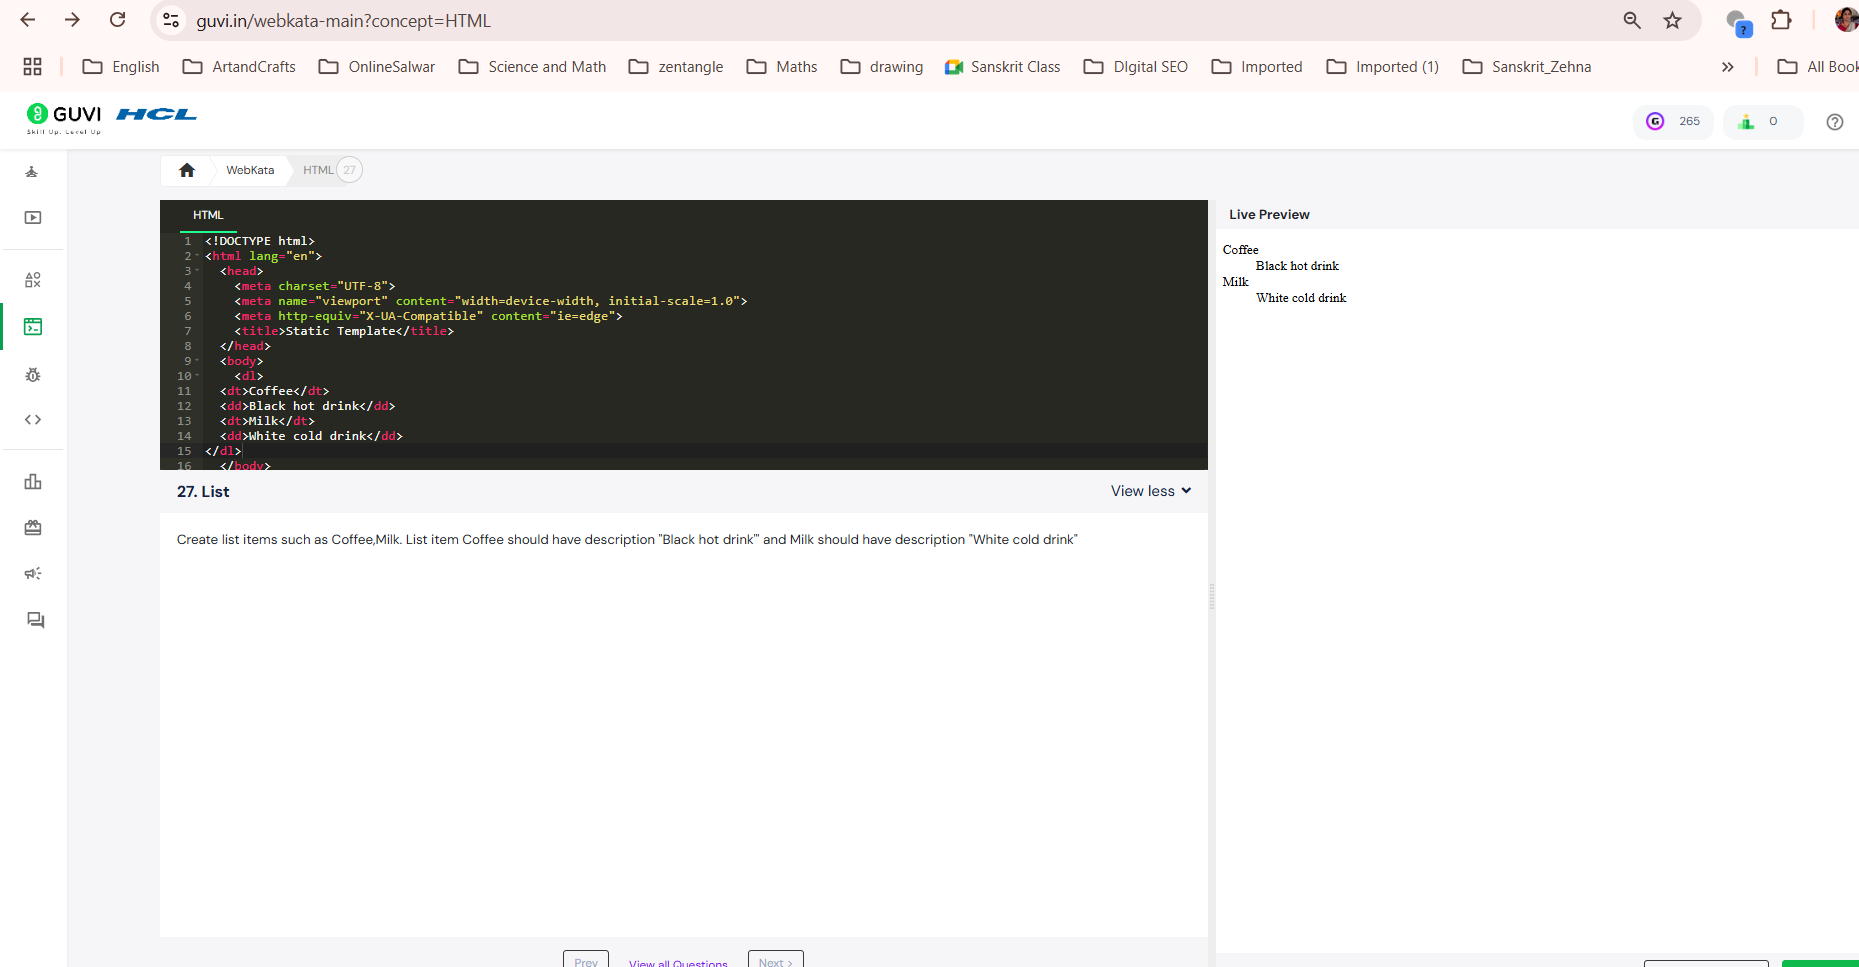 guvi.in/webkata-main?concept=HTML
?
English ArtandCrafts OnlineSalwar Science and Math zentangle Maths drawing Sanskrit Class DIgital SEO Imported Imported (1) Sanskrit_Zehna » All Book
GUVI HCL
Skill Up. Level Up
G 265 0
WebKata HTML 27
HTML
Live Preview
1 <!DOCTYPE html>
2 <html lang="en">
3 <head>
4 <meta charset="UTF-8">
5 <meta name="viewport" content="width=device-width, initial-scale=1.0">
6 <meta http-equiv="X-UA-Compatible" content="ie=edge">
7 <title>Static Template</title>
8 </head>
9 <body>
10 <dl>
11 <dt>Coffee</dt>
12 <dd>Black hot drink</dd>
13 <dt>Milk</dt>
14 <dd>White cold drink</dd>
15 </dl>
16 </body>
Coffee
Black hot drink
Milk
White cold drink
27. List
View less
Create list items such as Coffee,Milk. List item Coffee should have description "Black hot drink'" and Milk should have description "White cold drink"
Prev View all Questions Next >